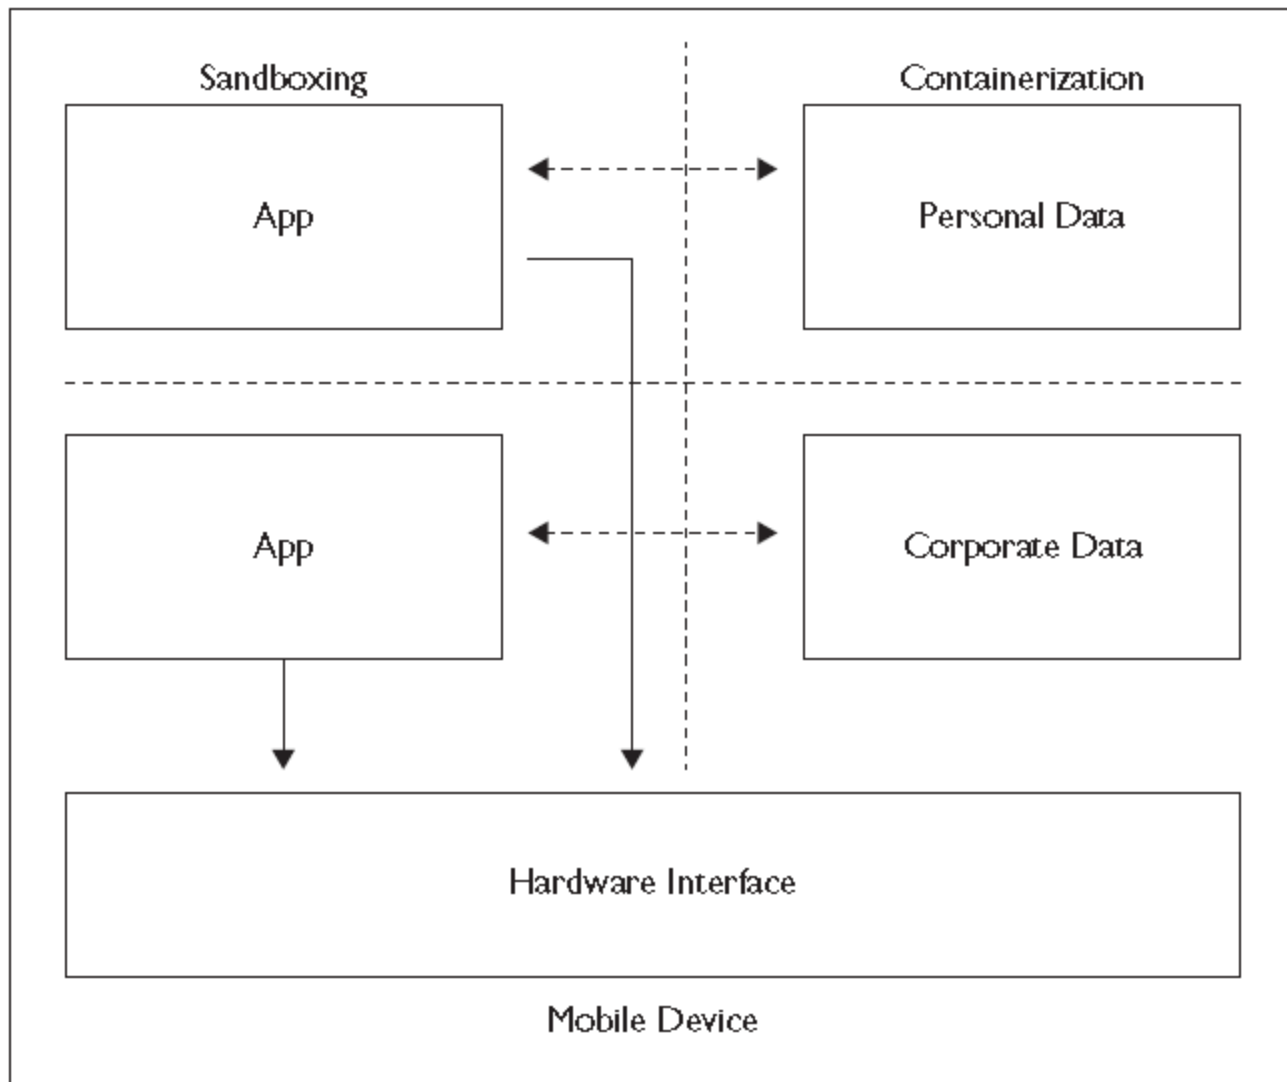 Sandboxing
Containerization
App
Personal Data
App
Corporate Data
Hardware Interface
Mobile Device